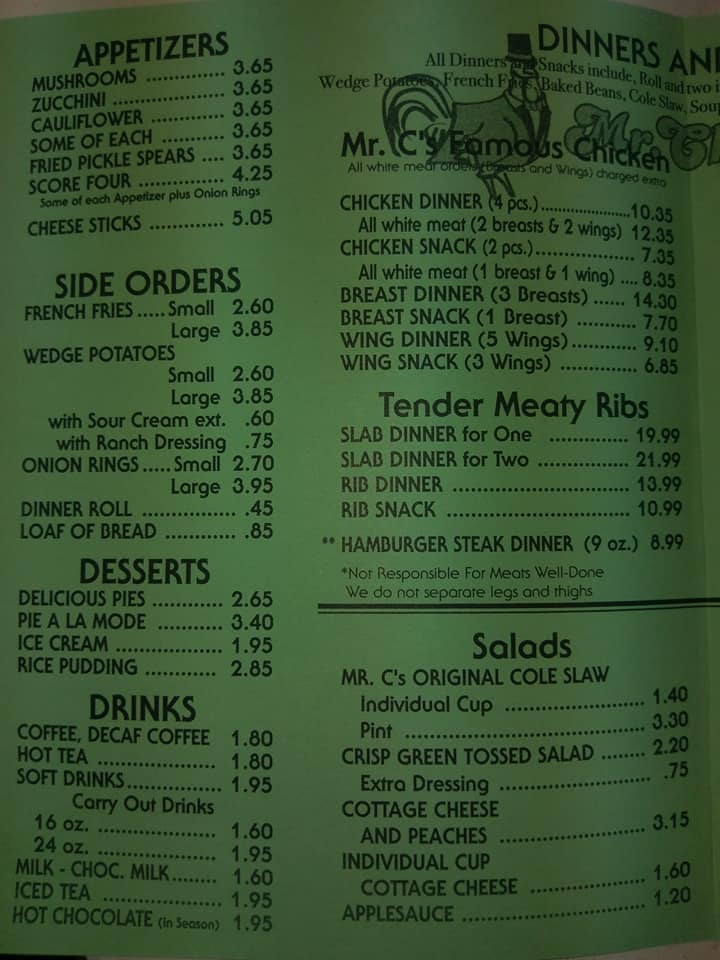 APPETIZERS
MUSHROOMS ............. 3.65
ZUCCHINI .................. 3.65
CAULIFLOWER ............ 3.65
SOME OF EACH .......... 3.65
FRIED PICKLE SPEARS .... 3.65
SCORE FOUR .............. 4.25
Some of each Appetizer plus Onion Rings
CHEESE STICKS ............ 5.05
SIDE ORDERS
FRENCH FRIES ..... Small 2.60
Large 3.85
WEDGE POTATOES
Small 2.60
Large 3.85
with Sour Cream ext. .60
with Ranch Dressing .75
ONION RINGS ..... Small 2.70
Large 3.95
DINNER ROLL ................ .45
LOAF OF BREAD ............ .85
DESSERTS
DELICIOUS PIES ............ 2.65
PIE A LA MODE ........... 3.40
ICE CREAM .................. 1.95
RICE PUDDING ............. 2.85
DRINKS
COFFEE, DECAF COFFEE 1.80
HOT TEA .................... 1.80
SOFT DRINKS ................ 1.95
Carry Out Drinks
16 oz. .................... 1.60
24 oz. .................... 1.95
MILK - CHOC. MILK ........ 1.60
ICED TEA .................... 1.95
HOT CHOCOLATE (In Season) 1.95
DINNERS AND
All Dinners and Snacks include, Roll and two
Wedge Potatoes, French Fries, Baked Beans, Cole Slaw, Soup
Mr. C's Famous Chicken
All white meat orders (Breasts and Wings) charged extra
CHICKEN DINNER (4 pcs.) ...................... 10.35
All white meat (2 breasts & 2 wings) 12.35
CHICKEN SNACK (2 pcs.) .................. 7.35
All white meat (1 breast & 1 wing) .... 8.35
BREAST DINNER (3 Breasts) ...... 14.30
BREAST SNACK (1 Breast) ........... 7.70
WING DINNER (5 Wings) .............. 9.10
WING SNACK (3 Wings) .............. 6.85
Tender Meaty Ribs
SLAB DINNER for One .............. 19.99
SLAB DINNER for Two ................ 21.99
RIB DINNER ................................ 13.99
RIB SNACK ................................. 10.99
** HAMBURGER STEAK DINNER (9 oz.) 8.99
*Not Responsible For Meats Well-Done
We do not separate legs and thighs
Salads
MR. C's ORIGINAL COLE SLAW
Individual Cup ......................... 1.40
Pint .......................................... 3.30
CRISP GREEN TOSSED SALAD ........ 2.20
Extra Dressing ............................ .75
COTTAGE CHEESE
AND PEACHES .......................... 3.15
INDIVIDUAL CUP
COTTAGE CHEESE ..................... 1.60
APPLESAUCE ................................ 1.20